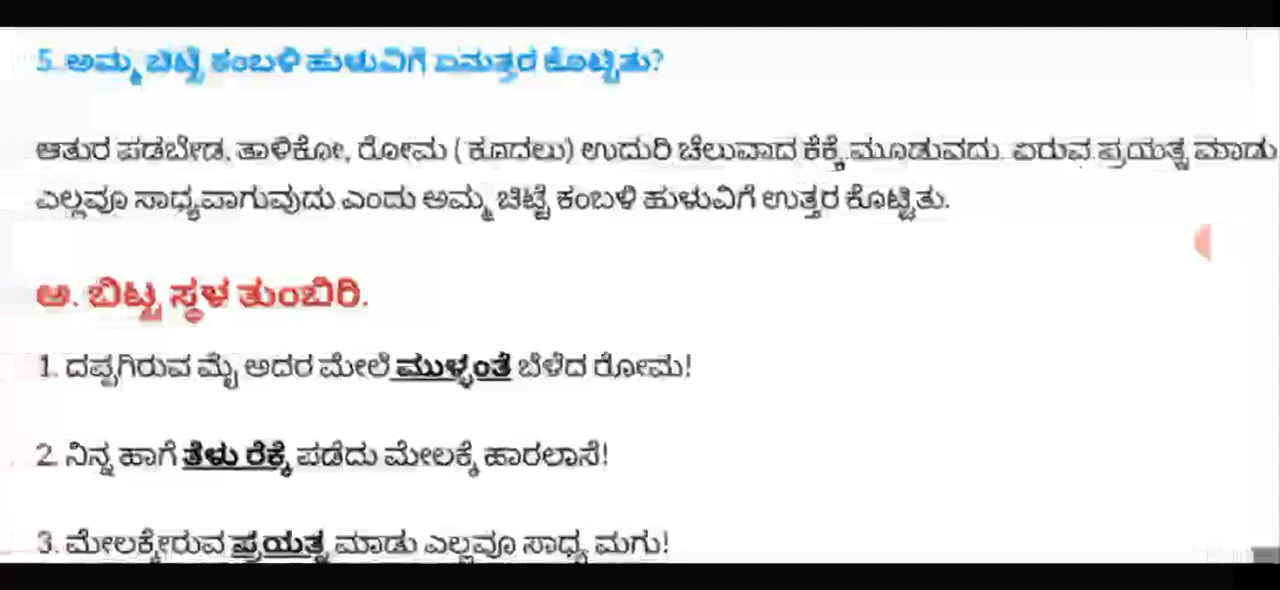 5. ಅಮ್ಮ ಚಿಟ್ಟೆ ಕಂಬಳಿ ಹುಳುವಿಗೆ ಏನುತ್ತರ ಕೊಟ್ಟಿತು?
ಆತುರ ಪಡಬೇಡ, ತಾಳಿಕೋ, ರೋಮ ( ಕೂದಲು) ಉದುರಿ ಚೆಲುವಾದ ಕೆಕ್ಕೆ ಮೂಡುವದು. ಏರುವ ಪ್ರಯತ್ನ ಮಾಡು
ಎಲ್ಲವೂ ಸಾಧ್ಯವಾಗುವುದು ಎಂದು ಅಮ್ಮ ಚಿಟ್ಟೆ ಕಂಬಳಿ ಹುಳುವಿಗೆ ಉತ್ತರ ಕೊಟ್ಟಿತು.
ಅ. ಬಿಟ್ಟ ಸ್ಥಳ ತುಂಬಿರಿ.
1. ದಪ್ಪಗಿರುವ ಮೈ ಅದರ ಮೇಲೆ ಮುಳ್ಳಂತೆ ಬೆಳೆದ ರೋಮ!
2. ನಿನ್ನ ಹಾಗೆ ತೆಳು ರೆಕ್ಕೆ ಪಡೆದು ಮೇಲಕ್ಕೆ ಹಾರಲಾಸೆ!
3. ಮೇಲಕ್ಕೇರುವ ಪ್ರಯತ್ನ ಮಾಡು ಎಲ್ಲವೂ ಸಾಧ್ಯ ಮಗು!